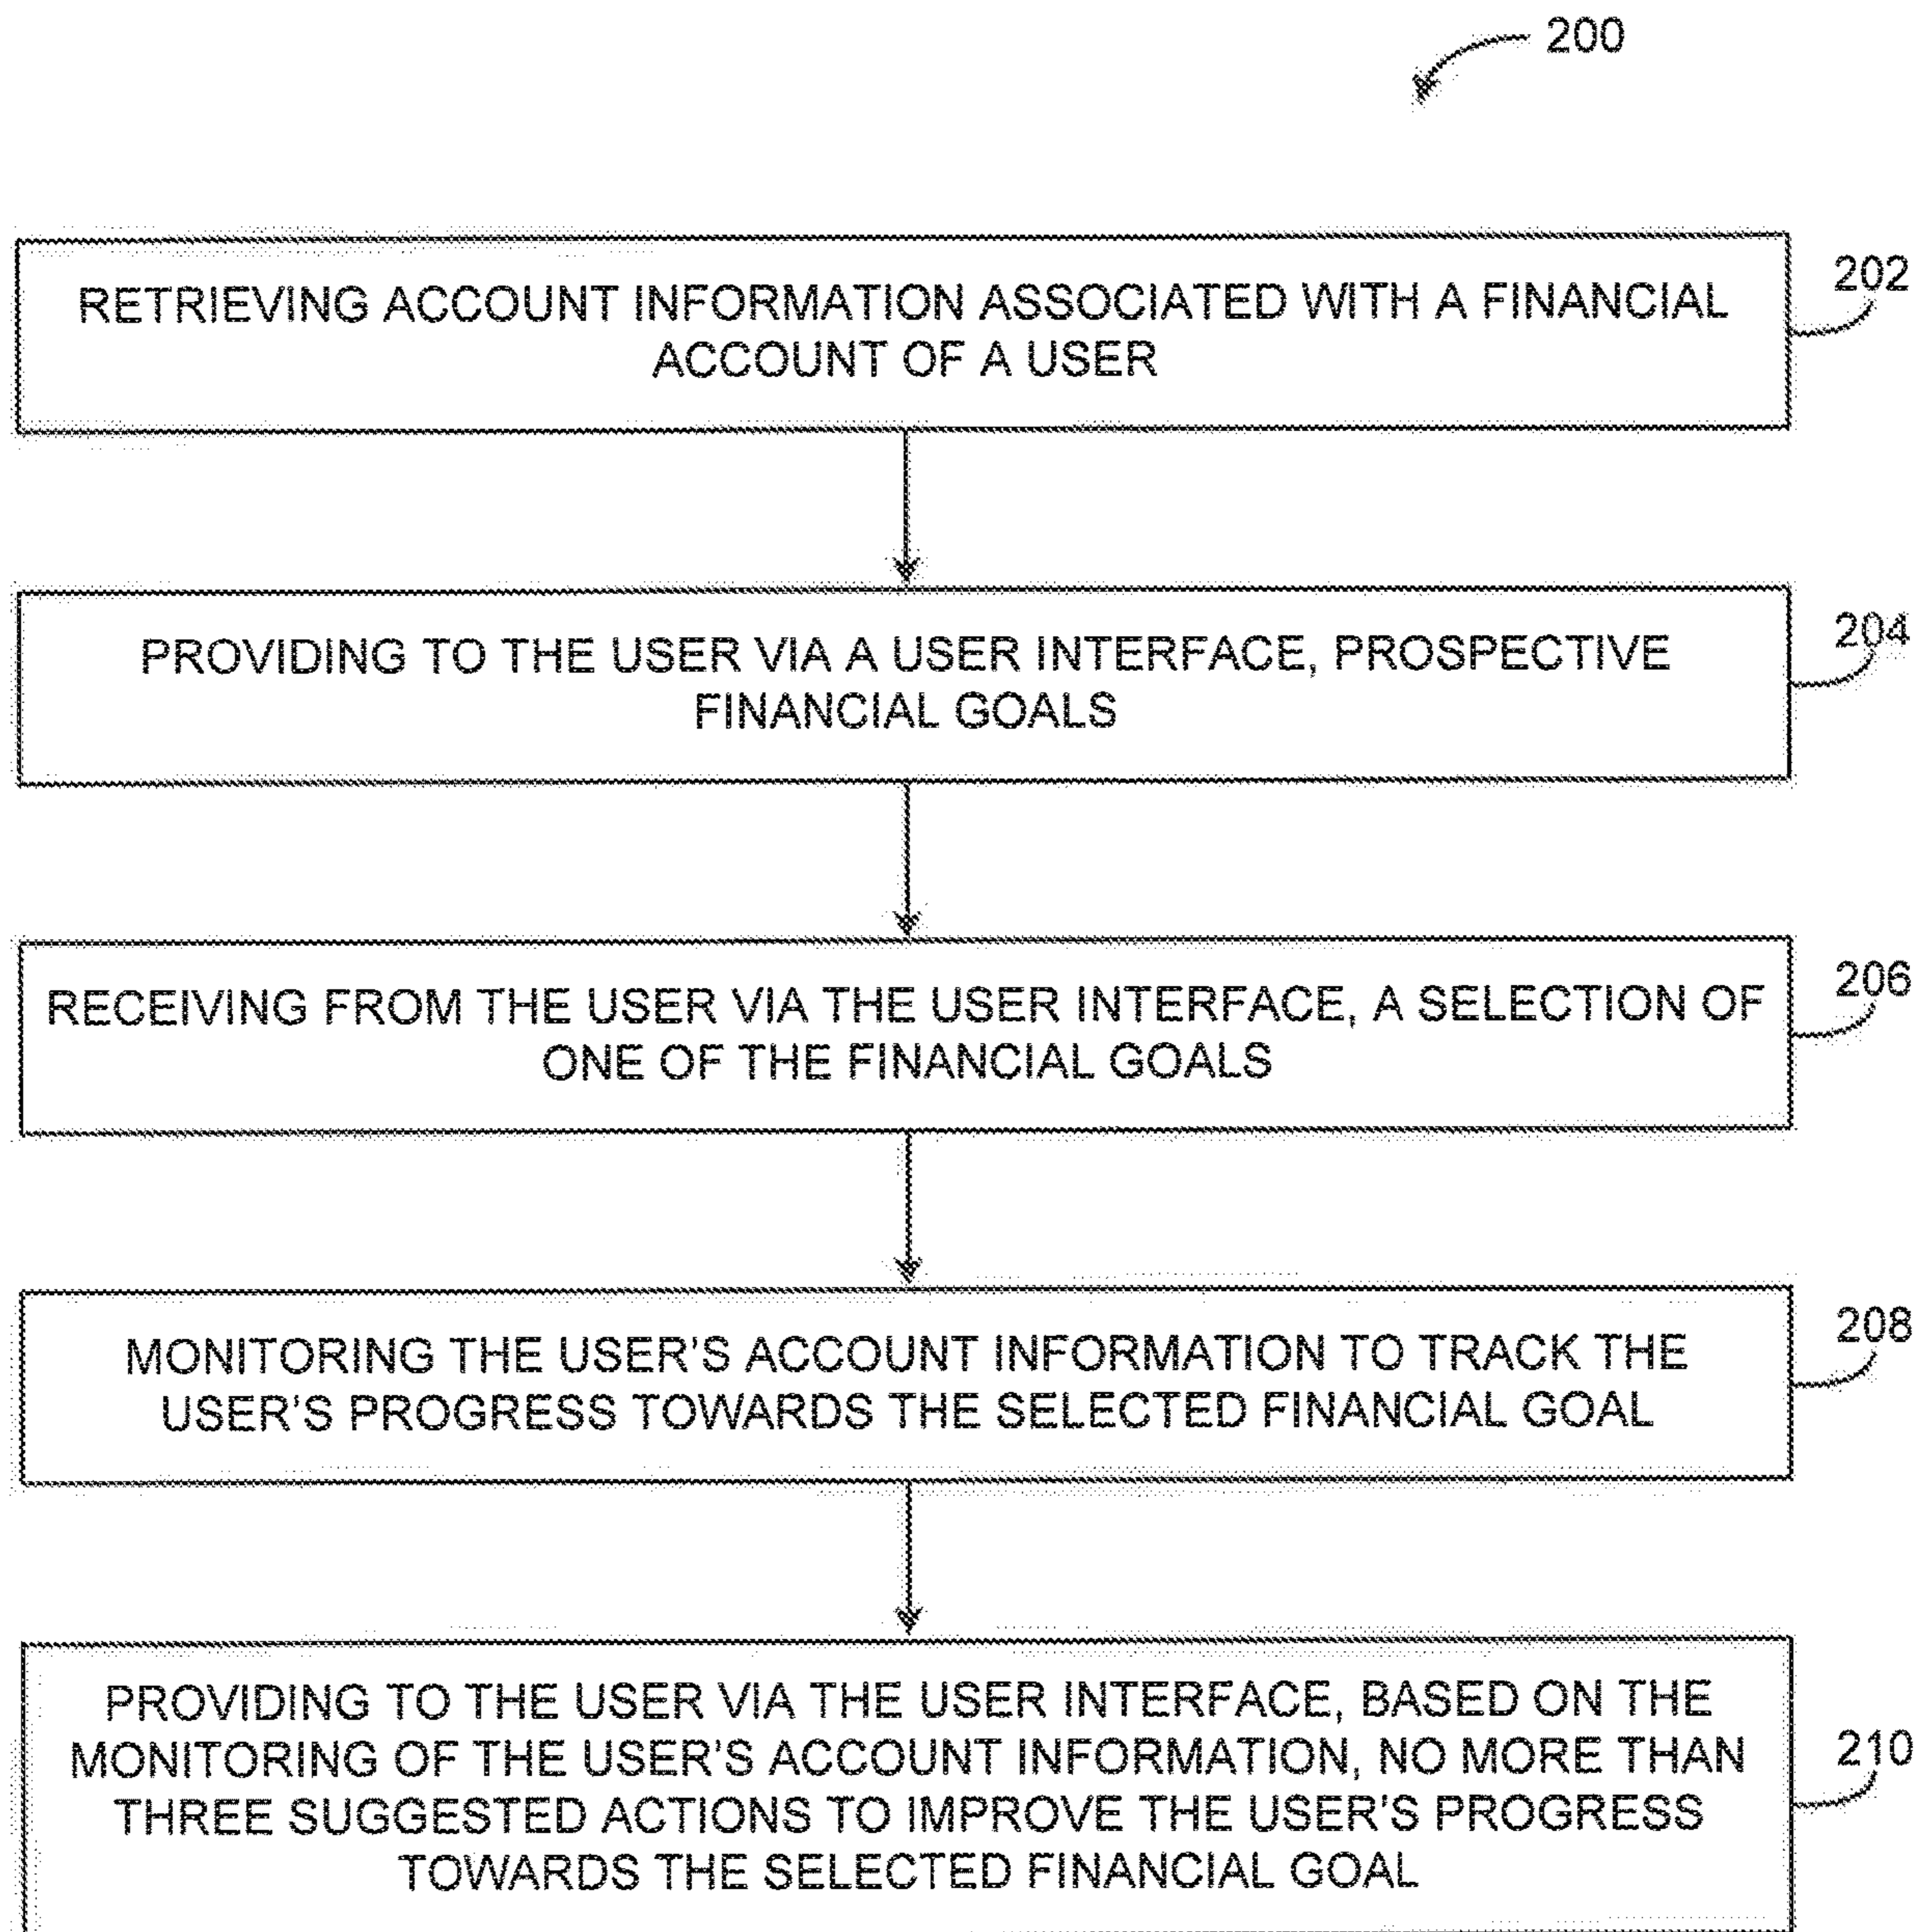 200
RETRIEVING ACCOUNT INFORMATION ASSOCIATED WITH A FINANCIAL
ACCOUNT OF A USER
202
PROVIDING TO THE USER VIA A USER INTERFACE, PROSPECTIVE
FINANCIAL GOALS
204
RECEIVING FROM THE USER VIA THE USER INTERFACE, A SELECTION OF
ONE OF THE FINANCIAL GOALS
206
MONITORING THE USER'S ACCOUNT INFORMATION TO TRACK THE
USER'S PROGRESS TOWARDS THE SELECTED FINANCIAL GOAL
208
PROVIDING TO THE USER VIA THE USER INTERFACE, BASED ON THE
MONITORING OF THE USER'S ACCOUNT INFORMATION, NO MORE THAN
THREE SUGGESTED ACTIONS TO IMPROVE THE USER'S PROGRESS
TOWARDS THE SELECTED FINANCIAL GOAL
210